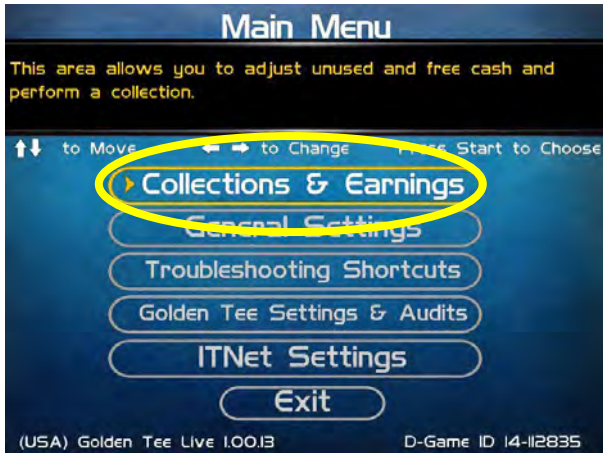 Main Menu
This area allows you to adjust unused and free cash and
perform a collection.
to Move to Change Press Start to Choose
Collections & Earnings
General Settings
Troubleshooting Shortcuts
Golden Tee Settings & Audits
ITNet Settings
Exit
(USA) Golden Tee Live 1.00.13 D-Game ID 14-112835